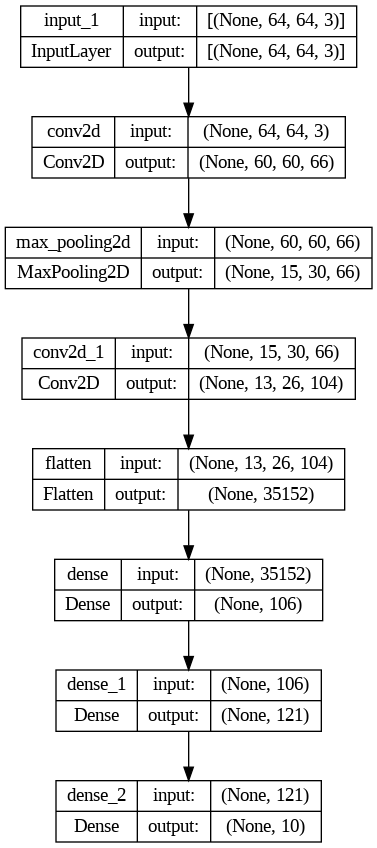 input_1 input: [(None, 64, 64, 3)]
InputLayer output: [(None, 64, 64, 3)]
conv2d input: (None, 64, 64, 3)
Conv2D output: (None, 60, 60, 66)
max_pooling2d input: (None, 60, 60, 66)
MaxPooling2D output: (None, 15, 30, 66)
conv2d_1 input: (None, 15, 30, 66)
Conv2D output: (None, 13, 26, 104)
flatten input: (None, 13, 26, 104)
Flatten output: (None, 35152)
dense input: (None, 35152)
Dense output: (None, 106)
dense_1 input: (None, 106)
Dense output: (None, 121)
dense_2 input: (None, 121)
Dense output: (None, 10)